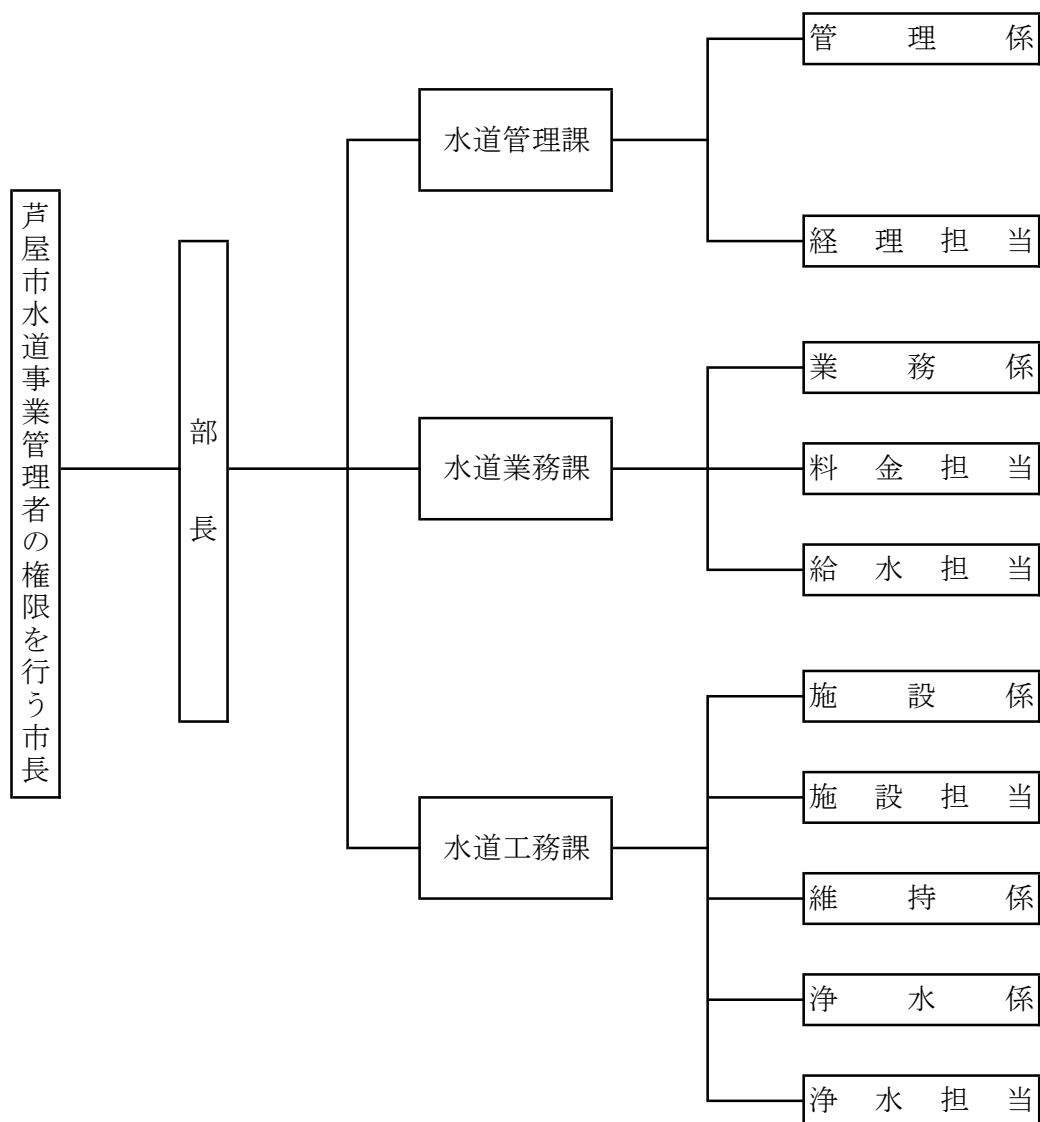 芦屋市水道事業管理者の権限を行う市長
部長
水道管理課
管理係
経理担当
水道業務課
業務係
料金担当
給水担当
水道工務課
施設係
施設担当
維持係
浄水係
浄水担当